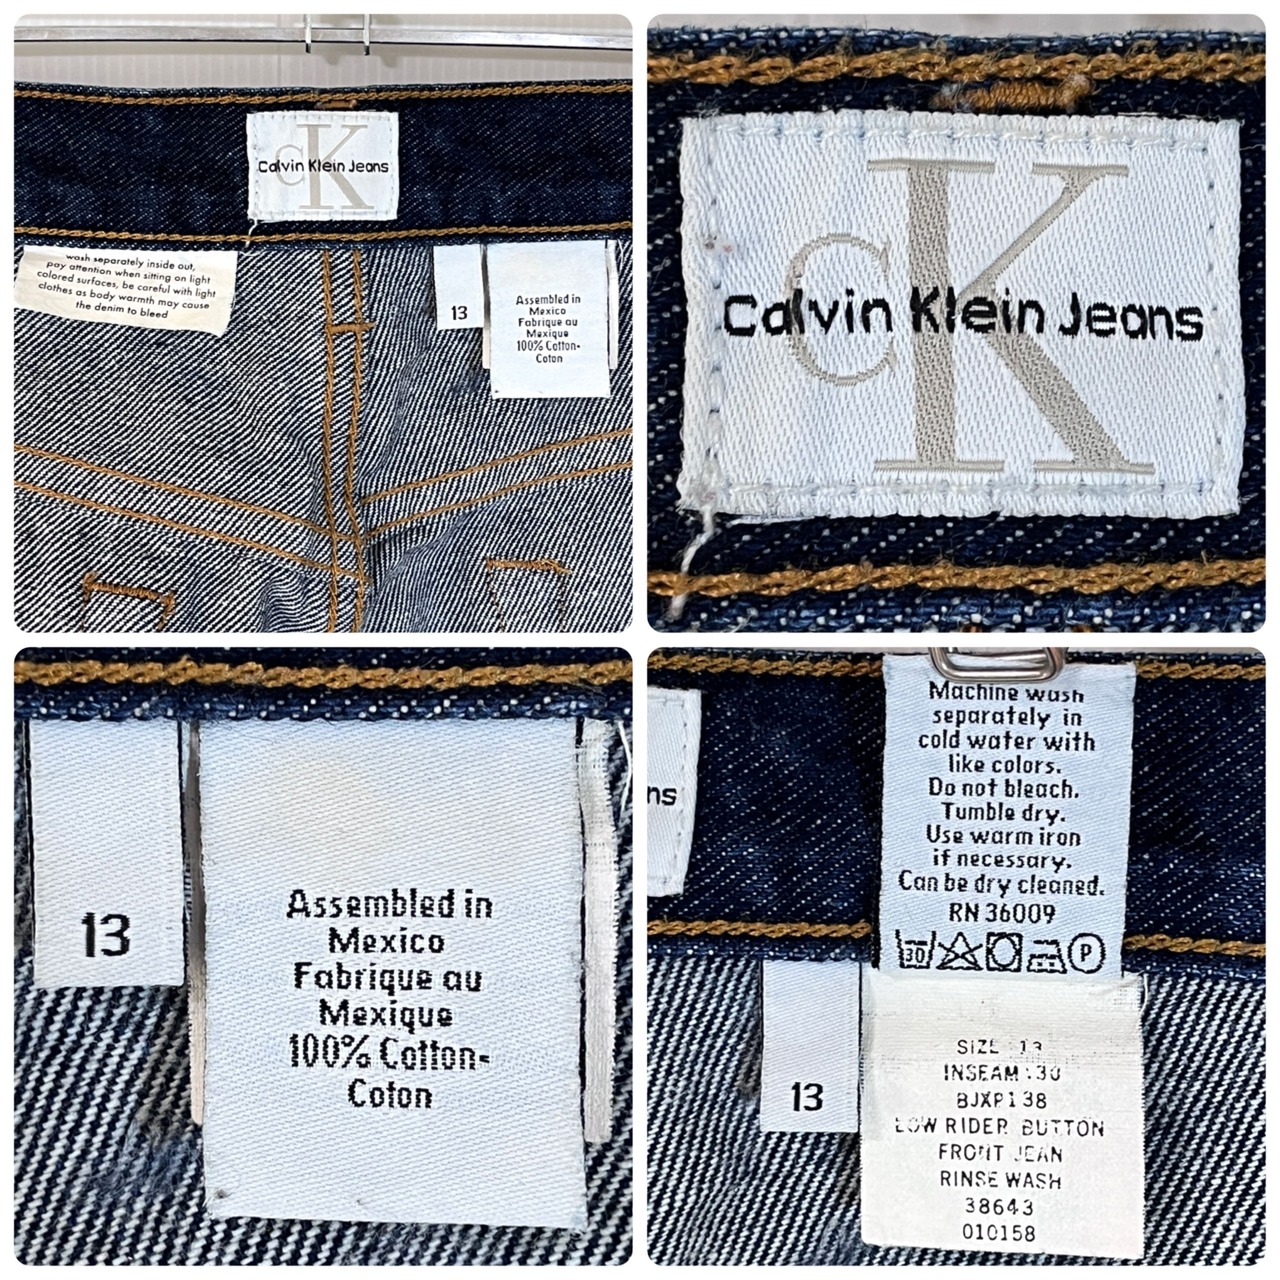 CK
Calvin Klein Jeans
wash separately inside out,
pay attention when sitting on light
colored surfaces, be careful with light
clothes as body warmth may cause
the denim to bleed
13
Assembled in
Mexico
Fabrique au
Mexique
100% Cotton-
Coton
CK
Calvin Klein Jeans
13
Assembled in
Mexico
Fabrique au
Mexique
100% Cotton-
Coton
ns
Machine wash
separately in
cold water with
like colors.
Do not bleach.
Tumble dry.
Use warm iron
if necessary.
Can be dry cleaned.
RN 36009
30 P
13
SIZE : 13
INSEAM : 30
BJXP138
LOW RIDER BUTTON
FRONT JEAN
RINSE WASH
38643
010158